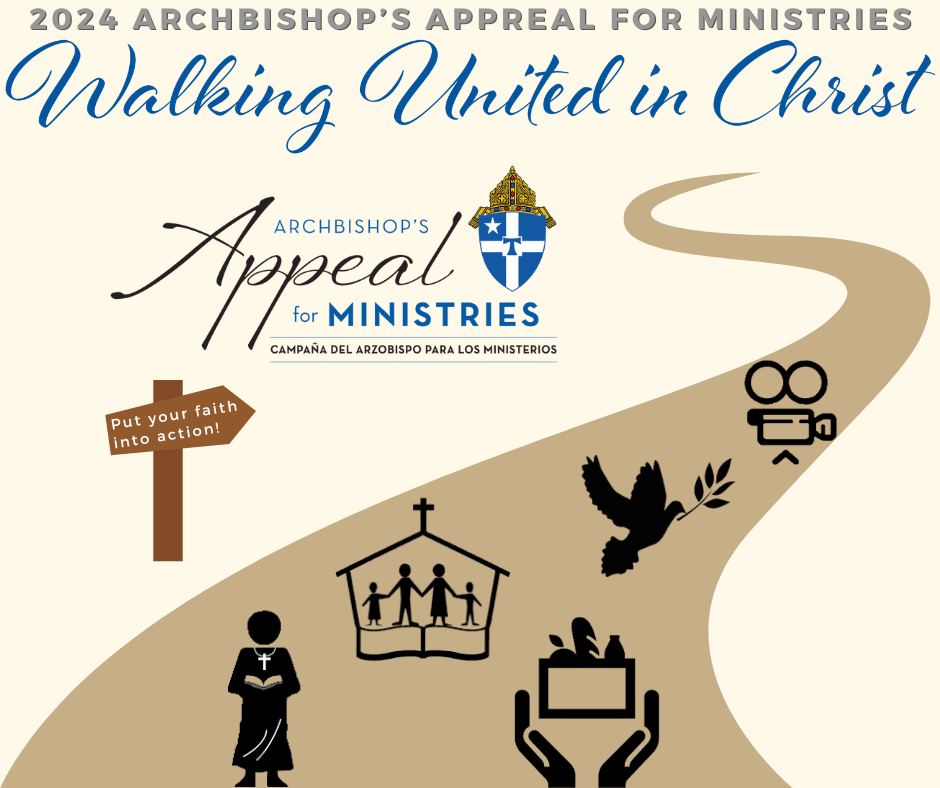 2024 ARCHBISHOP'S APPREAL FOR MINISTRIES
Walking United in Christ
ARCHBISHOP'S
Appeal
for MINISTRIES
CAMPAÑA DEL ARZOBISPO PARA LOS MINISTERIOS
Put your faith
into action!